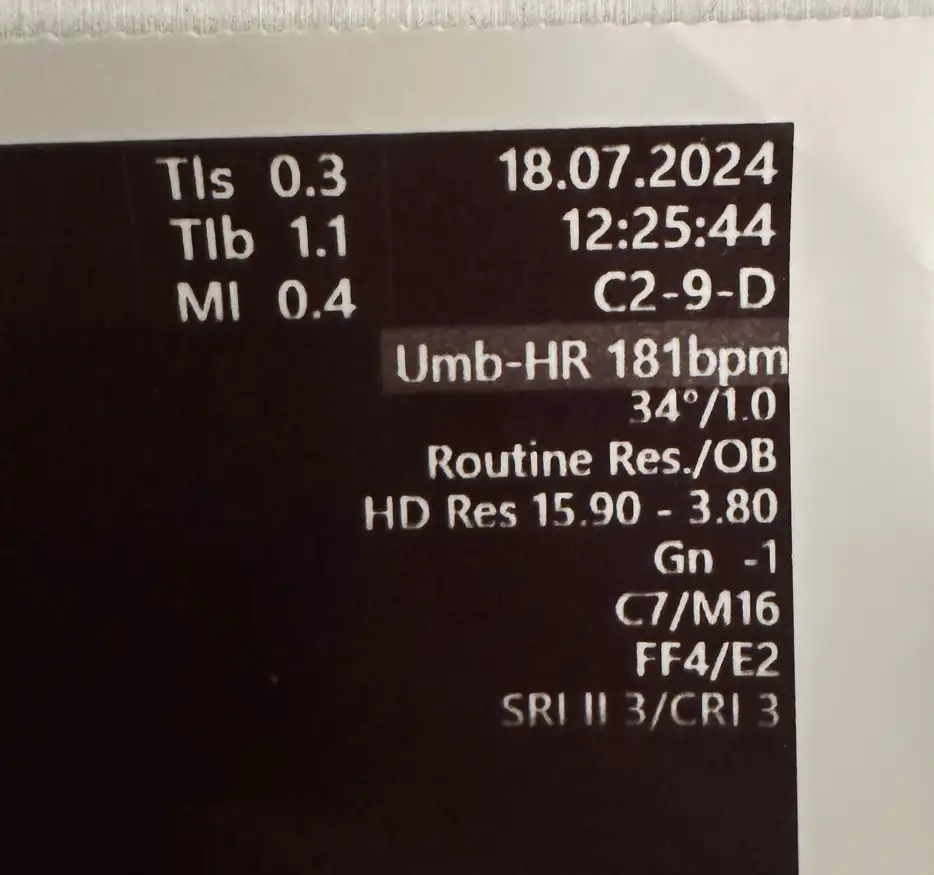 TIs 0.3
TIb 1.1
MI 0.4
18.07.2024
12:25:44
C2-9-D
Umb-HR 181bpm
34°/1.0
Routine Res./OB
HD Res 15.90 - 3.80
Gn -1
C7/M16
FF4/E2
SRI II 3/CRI 3